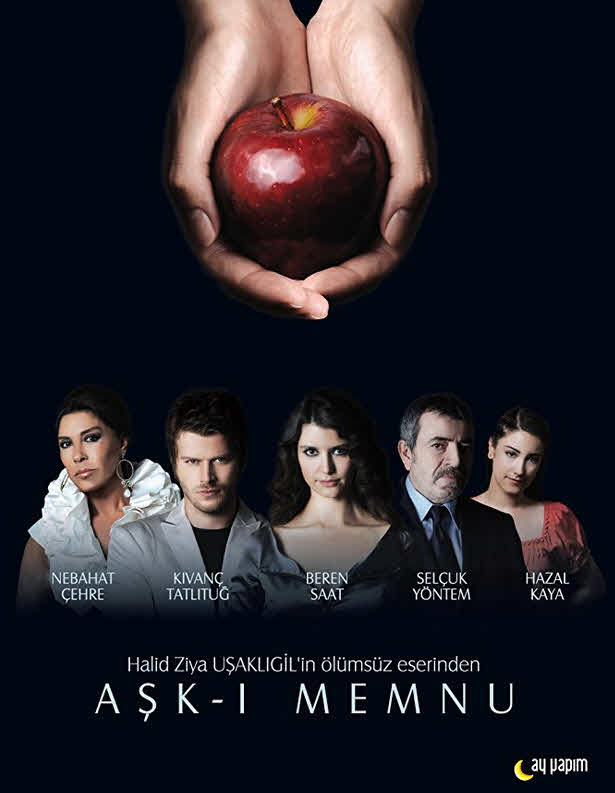 NEBAHAT
ÇEHRE
KIVANÇ
TATLITUĞ
BEREN
SAAT
SELÇUK
YÖNTEM
HAZAL
KAYA
Halid Ziya UŞAKLIGİL'in ölümsüz eserinden
AŞK-I MEMNU
ay yapım